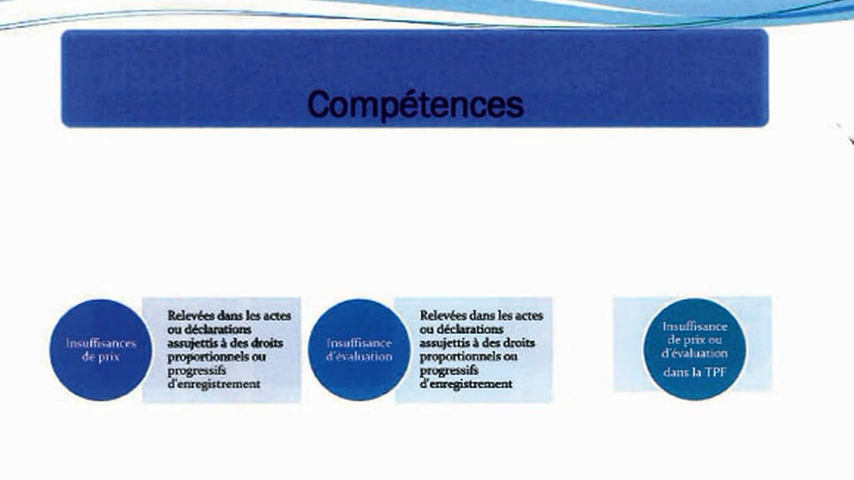 Compétences
Insuffisances
de prix
Relevées dans les actes
ou déclarations
assujettis à des droits
proportionnels ou
progressifs
d'enregistrement
Insuffisance
d'évaluation
Relevées dans les actes
ou déclarations
assujettis à des droits
proportionnels ou
progressifs
d'enregistrement
Insuffisance
de prix ou
d'évaluation
dans la TPF